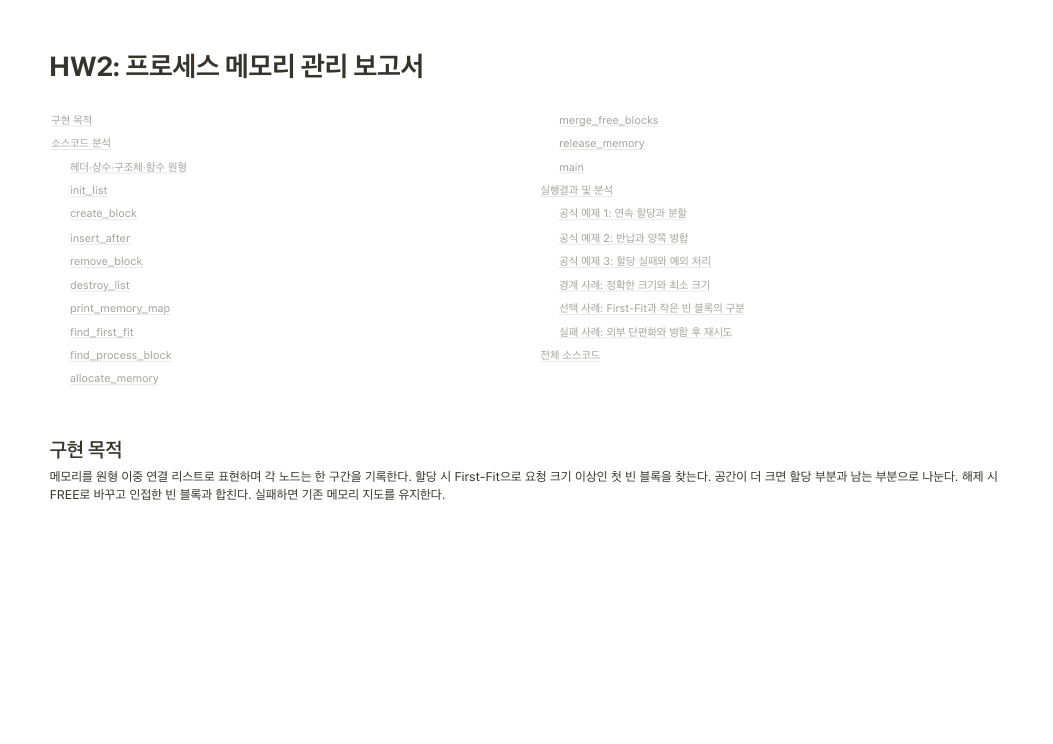 HW2: 프로세스 메모리 관리 보고서
구현 목적
소스코드 분석
헤더·상수·구조체·함수 원형
init_list
create_block
insert_after
remove_block
destroy_list
print_memory_map
find_first_fit
find_process_block
allocate_memory
merge_free_blocks
release_memory
main
실행결과 및 분석
공식 예제 1: 연속 할당과 분할
공식 예제 2: 반납과 양쪽 병합
공식 예제 3: 할당 실패와 예외 처리
경계 사례: 정확한 크기와 최소 크기
선택 사례: First-Fit과 작은 빈 블록의 구분
실패 사례: 외부 단편화와 병합 후 재시도
전체 소스코드
구현 목적
메모리를 원형 이중 연결 리스트로 표현하며 각 노드는 한 구간을 기록한다. 할당 시 First-Fit으로 요청 크기 이상인 첫 빈 블록을 찾는다. 공간이 더 크면 할당 부분과 남는 부분으로 나눈다. 해제 시
FREE로 바꾸고 인접한 빈 블록과 합친다. 실패하면 기존 메모리 지도를 유지한다.